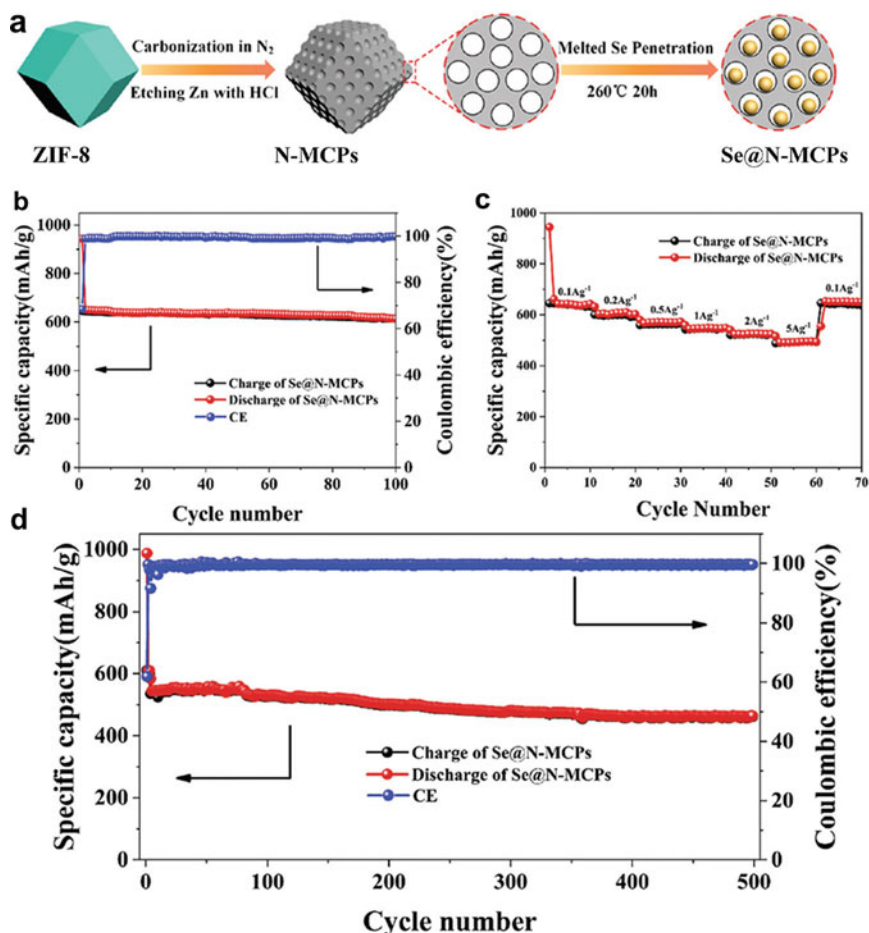 a
Carbonization in N₂
Etching Zn with HCl
Melted Se Penetration
260℃ 20h
ZIF-8
N-MCPs
Se@N-MCPs
b
Specific capacity(mAh/g)
1000
800
600
400
200
0
Charge of Se@N-MCPs
Discharge of Se@N-MCPs
CE
100
80
60
40
20
0
Coulombic efficiency(%)
0 20 40 60 80 100
Cycle number
c
Specific capacity(mAh/g)
1000
800
600
400
200
0
Charge of Se@N-MCPs
Discharge of Se@N-MCPs
0.1Ag⁻¹
0.2Ag⁻¹
0.5Ag⁻¹
1Ag⁻¹
2Ag⁻¹
5Ag⁻¹
0.1Ag⁻¹
0 10 20 30 40 50 60 70
Cycle Number
d
Specific capacity(mAh/g)
1000
800
600
400
200
0
Charge of Se@N-MCPs
Discharge of Se@N-MCPs
CE
100
80
60
40
20
0
Coulombic efficiency(%)
0 100 200 300 400 500
Cycle number